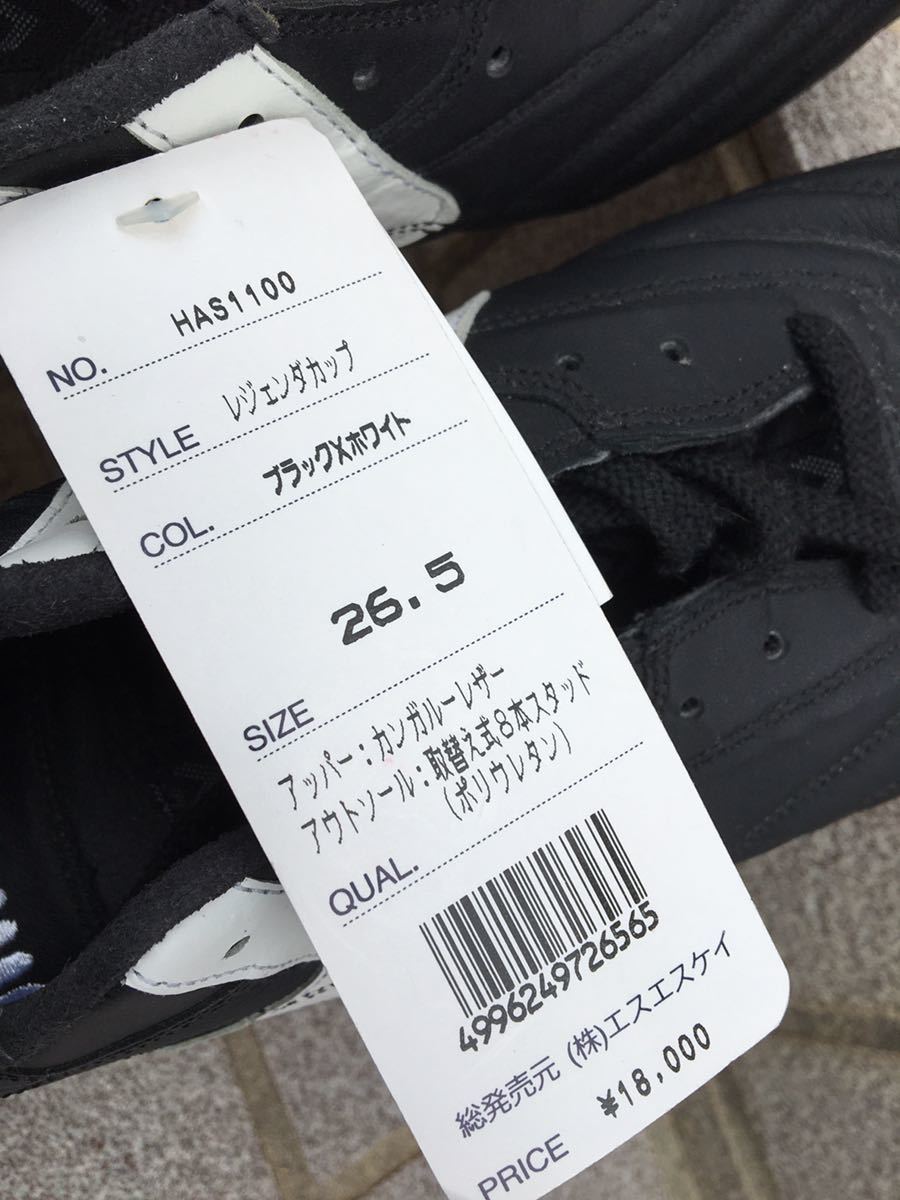 NO. HAS1100
STYLE レジェンダカップ
COL. ブラックXホワイト
SIZE 26.5
アッパー：カンガルーレザー
アウトソール：取替え式8本スタッド
(ポリウレタン)
QUAL.
4996249726565
総発売元 (株)エスエスケイ
PRICE ¥18,000